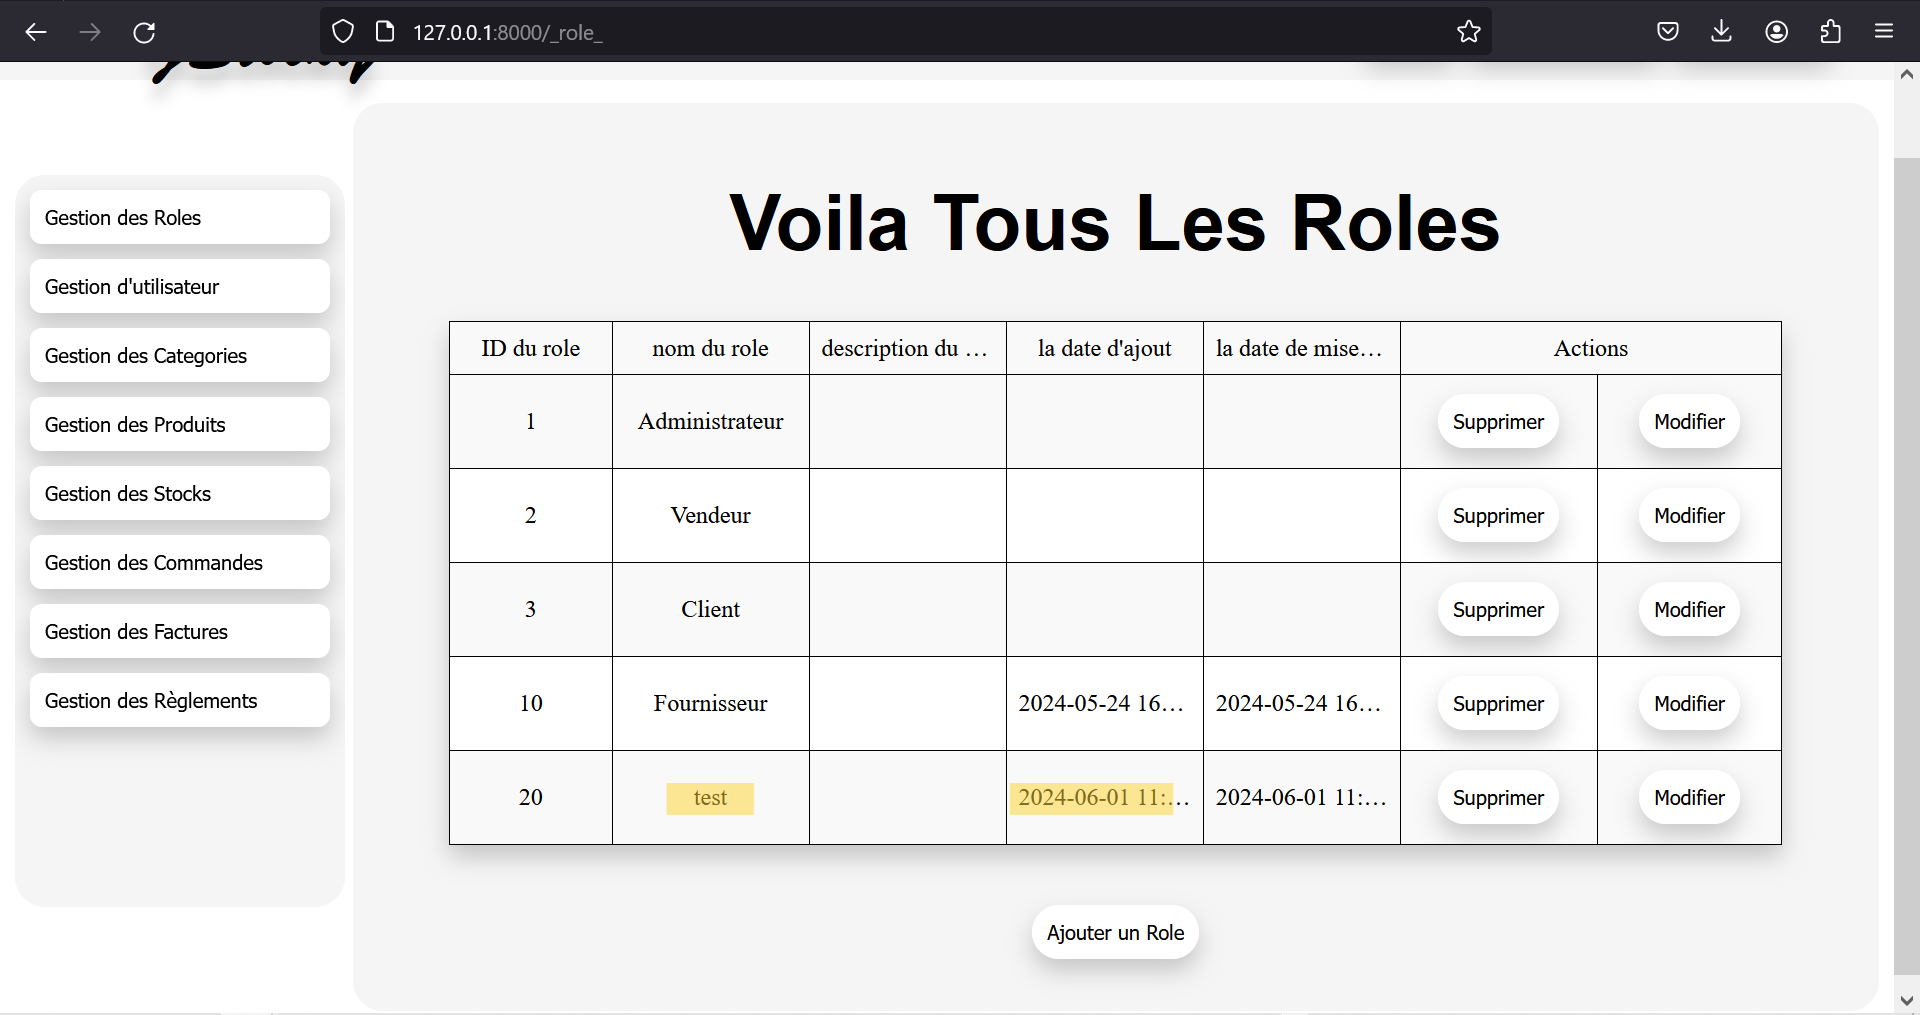 127.0.0.1:8000/_role_
Gestion des Roles
Gestion d'utilisateur
Gestion des Categories
Gestion des Produits
Gestion des Stocks
Gestion des Commandes
Gestion des Factures
Gestion des Règlements
Voila Tous Les Roles
ID du role nom du role description du … la date d'ajout la date de mise… Actions
1 Administrateur Supprimer Modifier
2 Vendeur Supprimer Modifier
3 Client Supprimer Modifier
10 Fournisseur 2024-05-24 16… 2024-05-24 16… Supprimer Modifier
20 test 2024-06-01 11:… 2024-06-01 11:… Supprimer Modifier
Ajouter un Role